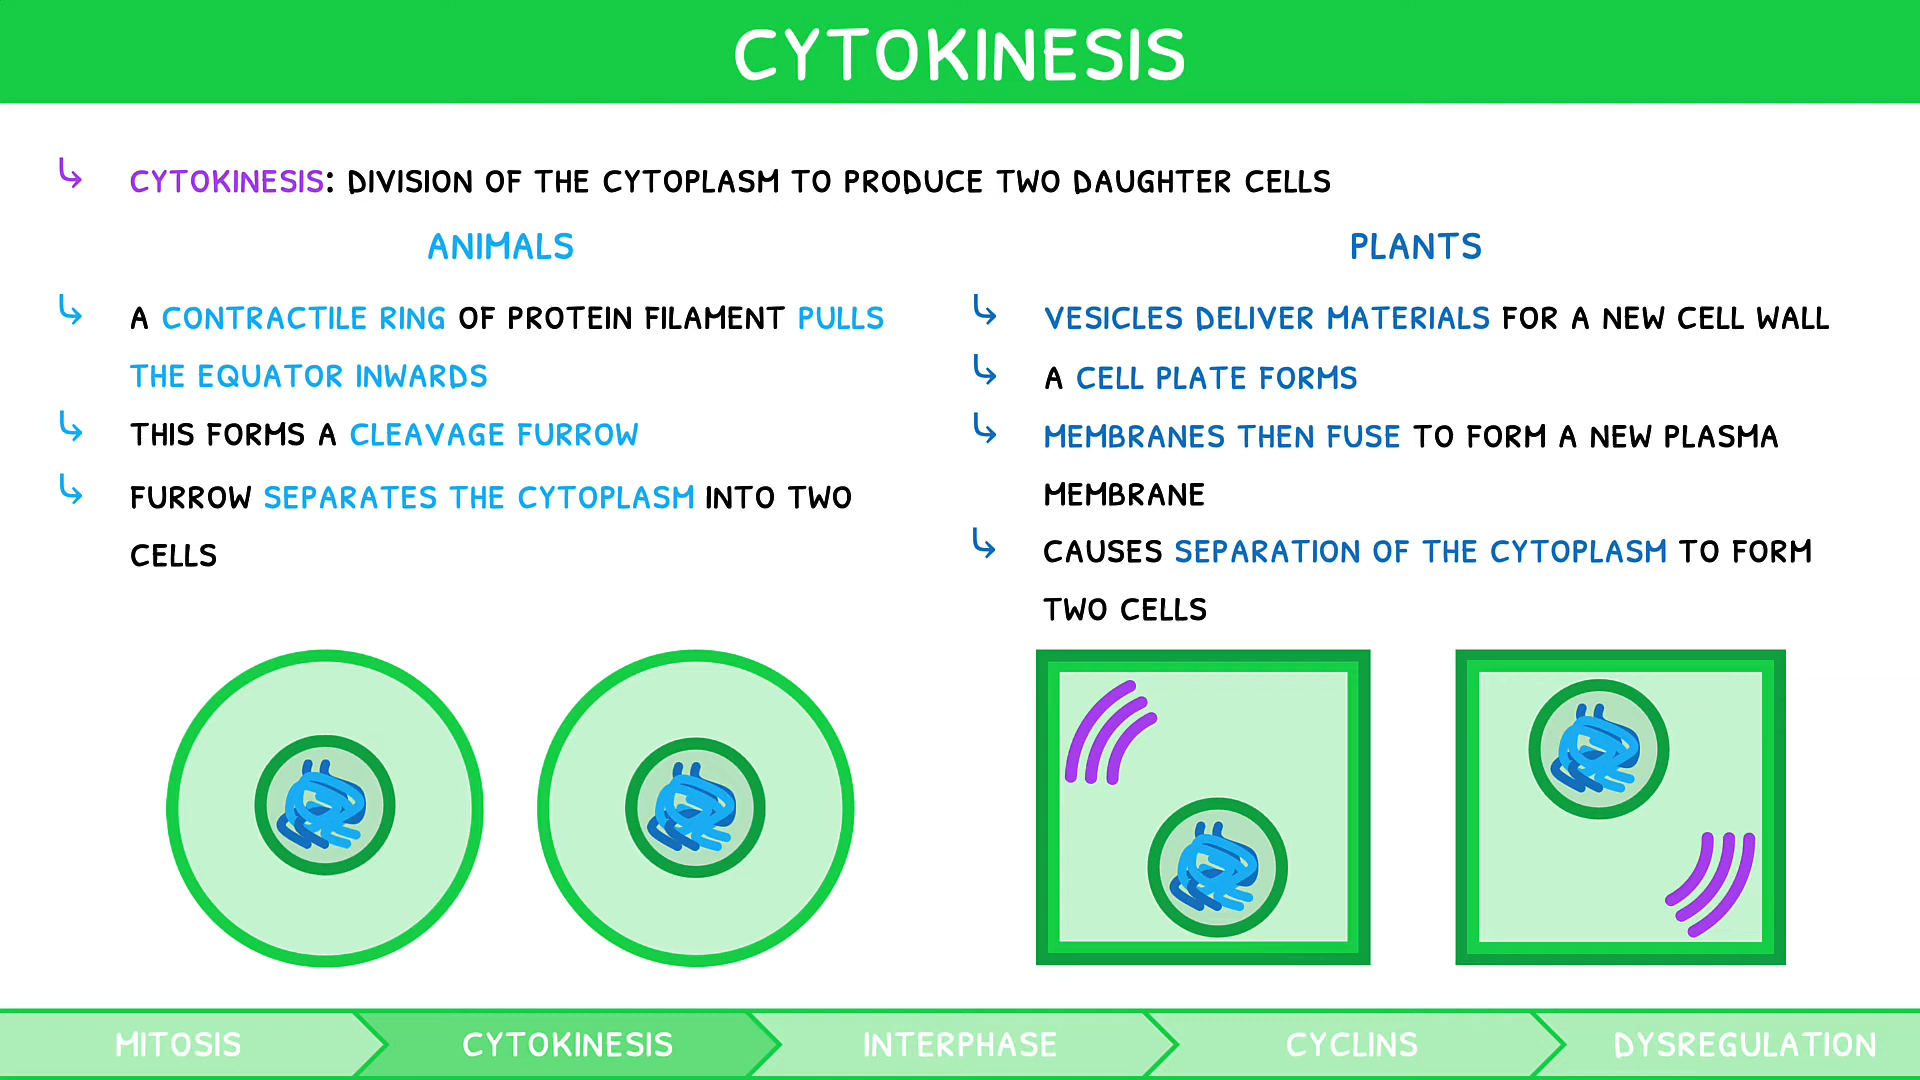 CYTOKINESIS
CYTOKINESIS: DIVISION OF THE CYTOPLASM TO PRODUCE TWO DAUGHTER CELLS
ANIMALS
A CONTRACTILE RING OF PROTEIN FILAMENT PULLS
THE EQUATOR INWARDS
THIS FORMS A CLEAVAGE FURROW
FURROW SEPARATES THE CYTOPLASM INTO TWO
CELLS
PLANTS
VESICLES DELIVER MATERIALS FOR A NEW CELL WALL
A CELL PLATE FORMS
MEMBRANES THEN FUSE TO FORM A NEW PLASMA
MEMBRANE
CAUSES SEPARATION OF THE CYTOPLASM TO FORM
TWO CELLS
MITOSIS
CYTOKINESIS
INTERPHASE
CYCLINS
DYSREGULATION